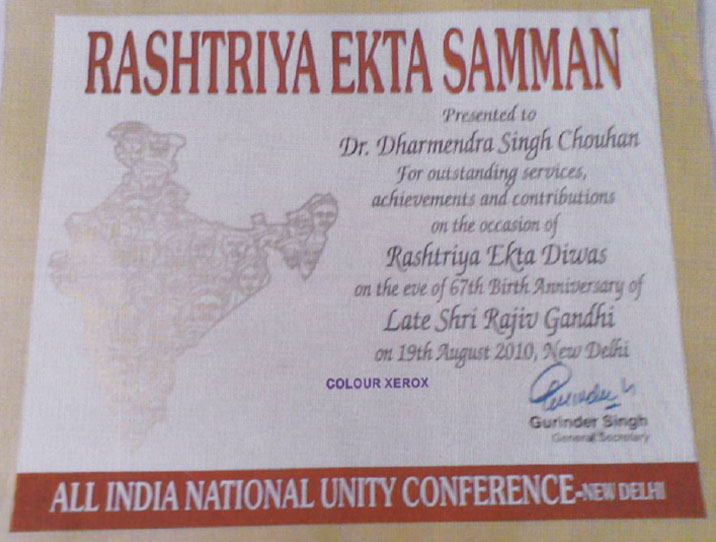 RASHTRIYA EKTA SAMMAN
Presented to
Dr. Dharmendra Singh Chouhan
For outstanding services,
achievements and contributions
on the occasion of
Rashtriya Ekta Diwas
on the eve of 67th Birth Anniversary of
Late Shri Rajiv Gandhi
on 19th August 2010, New Delhi
COLOUR XEROX
Gurinder Singh
General Secretary
ALL INDIA NATIONAL UNITY CONFERENCE-NEW DELHI